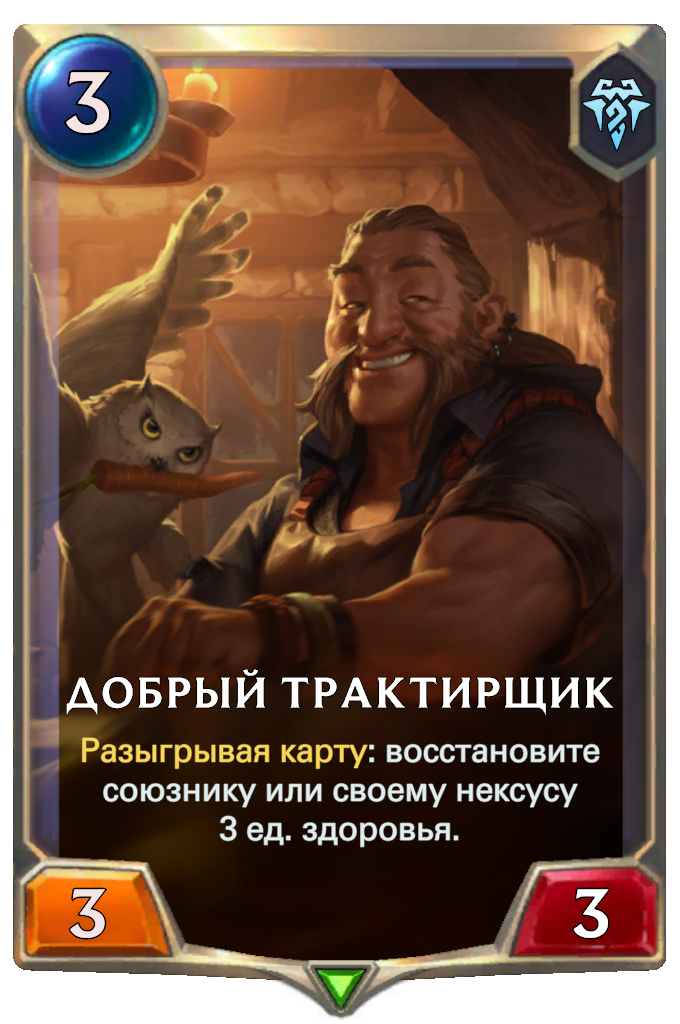 3
ДОБРЫЙ ТРАКТИРЩИК
Разыгрывая карту: восстановите
союзнику или своему нексусу
3 ед. здоровья.
3
3